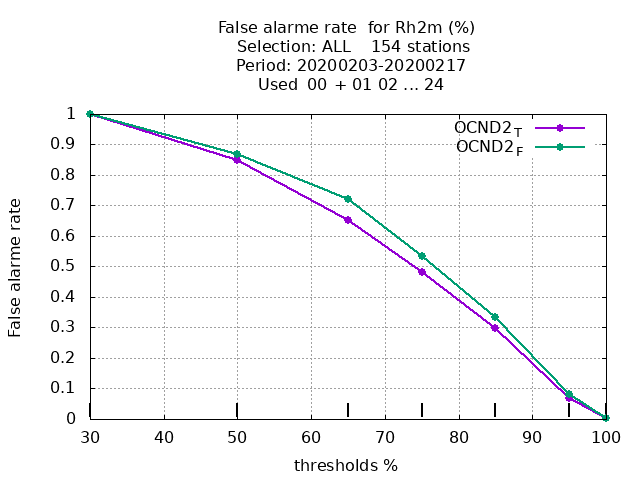 False alarme rate  for Rh2m (%)
Selection: ALL    154 stations
Period: 20200203-20200217
Used  00  + 01 02 ... 24
OCND2T
OCND2F
False alarme rate
1
0.9
0.8
0.7
0.6
0.5
0.4
0.3
0.2
0.1
0
30 40 50 60 70 80 90 100
thresholds %